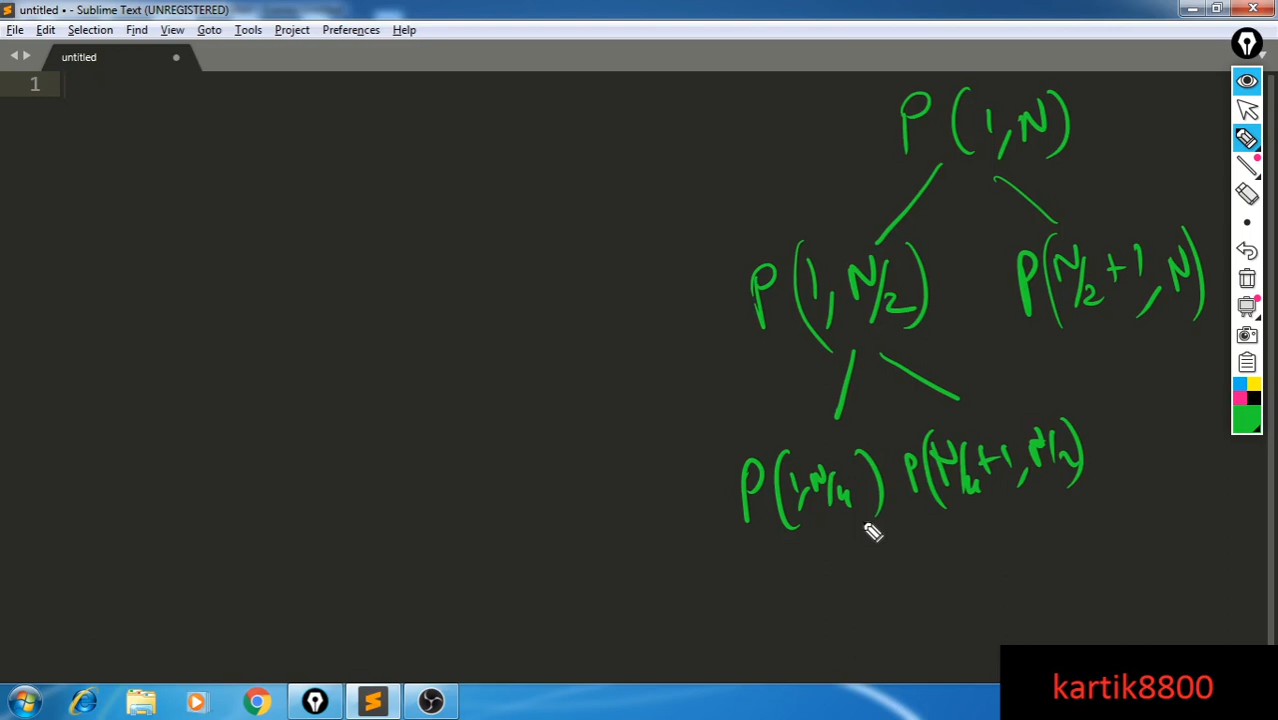 untitled • - Sublime Text (UNREGISTERED)
File Edit Selection Find View Goto Tools Project Preferences Help
untitled
1
P(1,N)
P(1,N/2) P(N/2+1,N)
P(1,N/4) P(N/4+1,N/2)
kartik8800